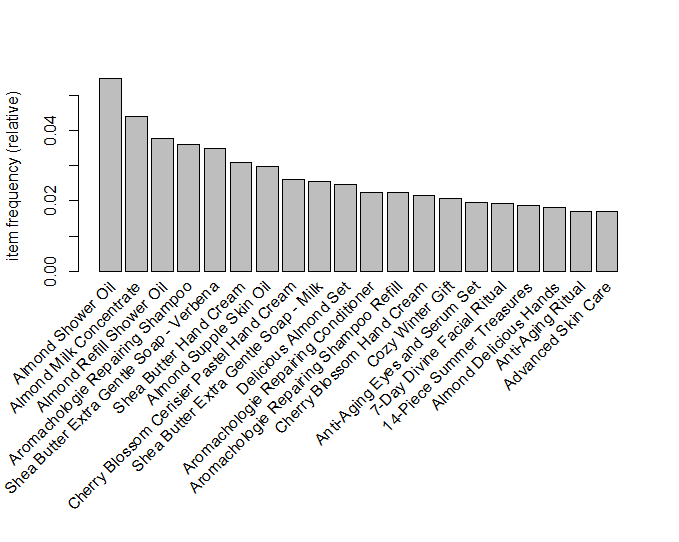 item frequency (relative)
0.00
0.02
0.04
Almond Shower Oil
Almond Milk Concentrate
Almond Refill Shower Oil
Aromachologie Repairing Shampoo
Shea Butter Extra Gentle Soap - Verbena
Shea Butter Hand Cream
Almond Supple Skin Oil
Cherry Blossom Cerisier Pastel Hand Cream
Shea Butter Extra Gentle Soap - Milk
Delicious Almond Set
Aromachologie Repairing Conditioner
Aromachologie Repairing Shampoo Refill
Cherry Blossom Hand Cream
Cozy Winter Gift
Anti-Aging Eyes and Serum Set
7-Day Divine Facial Ritual
14-Piece Summer Treasures
Almond Delicious Hands
Anti-Aging Ritual
Advanced Skin Care